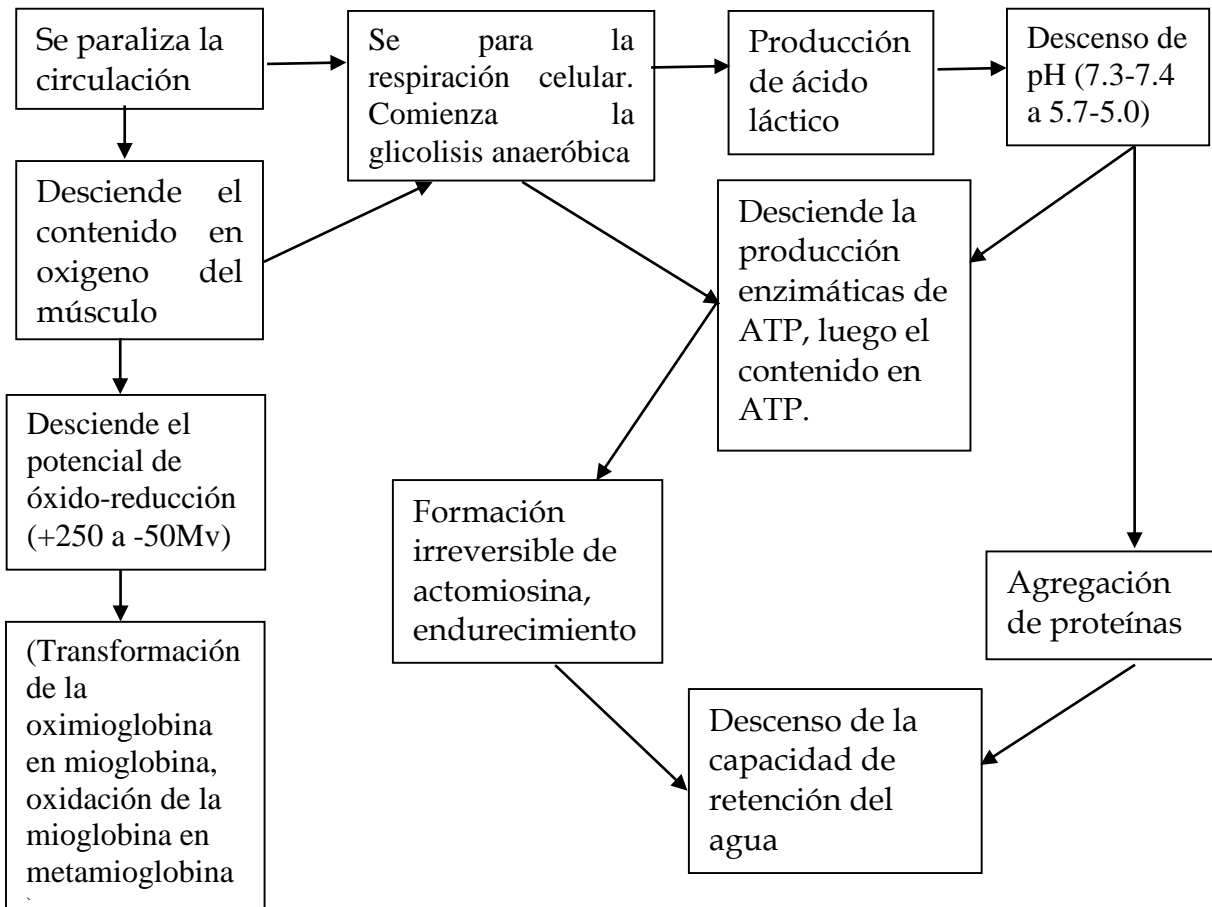 Se paraliza la
circulación
Se para la
respiración celular.
Comienza la
glicolisis anaeróbica
Producción
de ácido
láctico
Descenso de
pH (7.3-7.4
a 5.7-5.0)
Desciende el
contenido en
oxigeno del
músculo
Desciende la
producción
enzimáticas de
ATP, luego el
contenido en
ATP.
Desciende el
potencial de
óxido-reducción
(+250 a -50Mv)
Formación
irreversible de
actomiosina,
endurecimiento
Agregación
de proteínas
(Transformación
de la
oximioglobina
en mioglobina,
oxidación de la
mioglobina en
metamioglobina
Descenso de la
capacidad de
retención del
agua